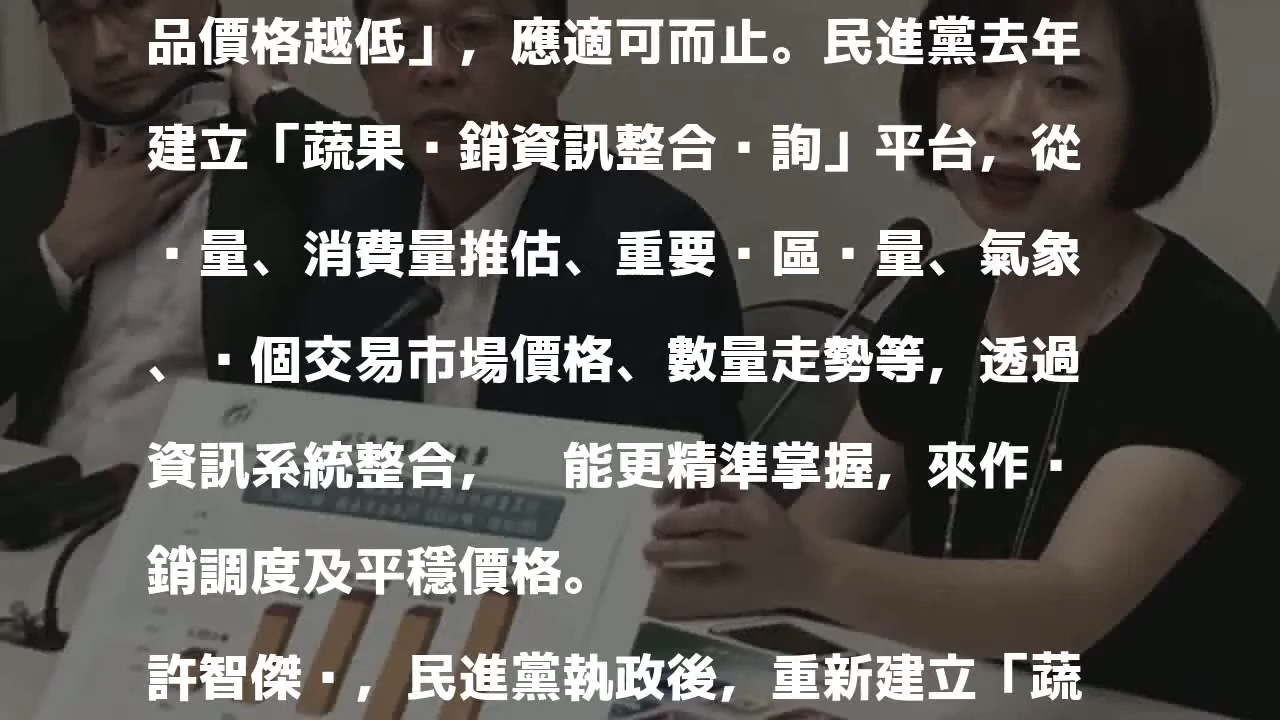 品價格越低」，應適可而止。民進黨去年
建立「蔬果·銷資訊整合·詢」平台，從
·量、消費量推估、重要·區·量、氣象
、·個交易市場價格、數量走勢等，透過
資訊系統整合，　能更精準掌握，來作·
銷調度及平穩價格。
許智傑·，民進黨執政後，重新建立「蔬